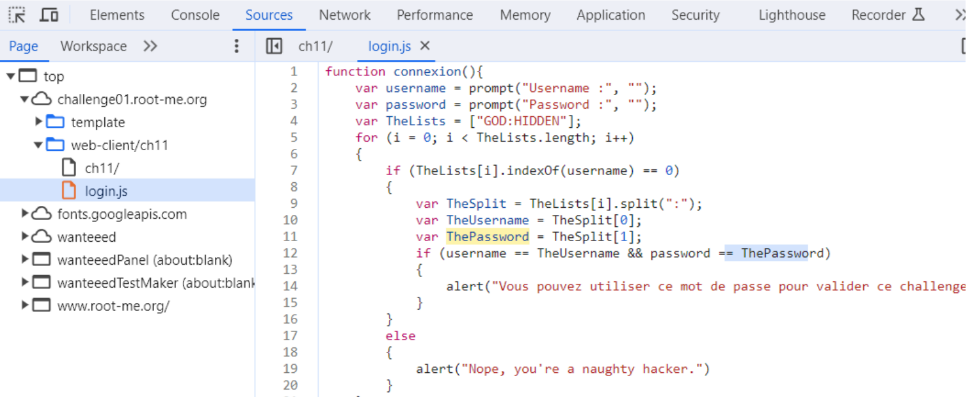 Elements Console Sources Network Performance Memory Application Security Lighthouse Recorder
Page Workspace
ch11/ login.js
top
challenge01.root-me.org
template
web-client/ch11
ch11/
login.js
fonts.googleapis.com
wanteeed
wanteeedPanel (about:blank)
wanteeedTestMaker (about:blank
www.root-me.org/
1 function connexion(){
2 var username = prompt("Username :", "");
3 var password = prompt("Password :", "");
4 var TheLists = ["GOD:HIDDEN"];
5 for (i = 0; i < TheLists.length; i++)
6 {
7 if (TheLists[i].indexOf(username) == 0)
8 {
9 var TheSplit = TheLists[i].split(":");
10 var TheUsername = TheSplit[0];
11 var ThePassword = TheSplit[1];
12 if (username == TheUsername && password == ThePassword)
13 {
14 alert("Vous pouvez utiliser ce mot de passe pour valider ce challenge
15 }
16 }
17 else
18 {
19 alert("Nope, you're a naughty hacker.")
20 }